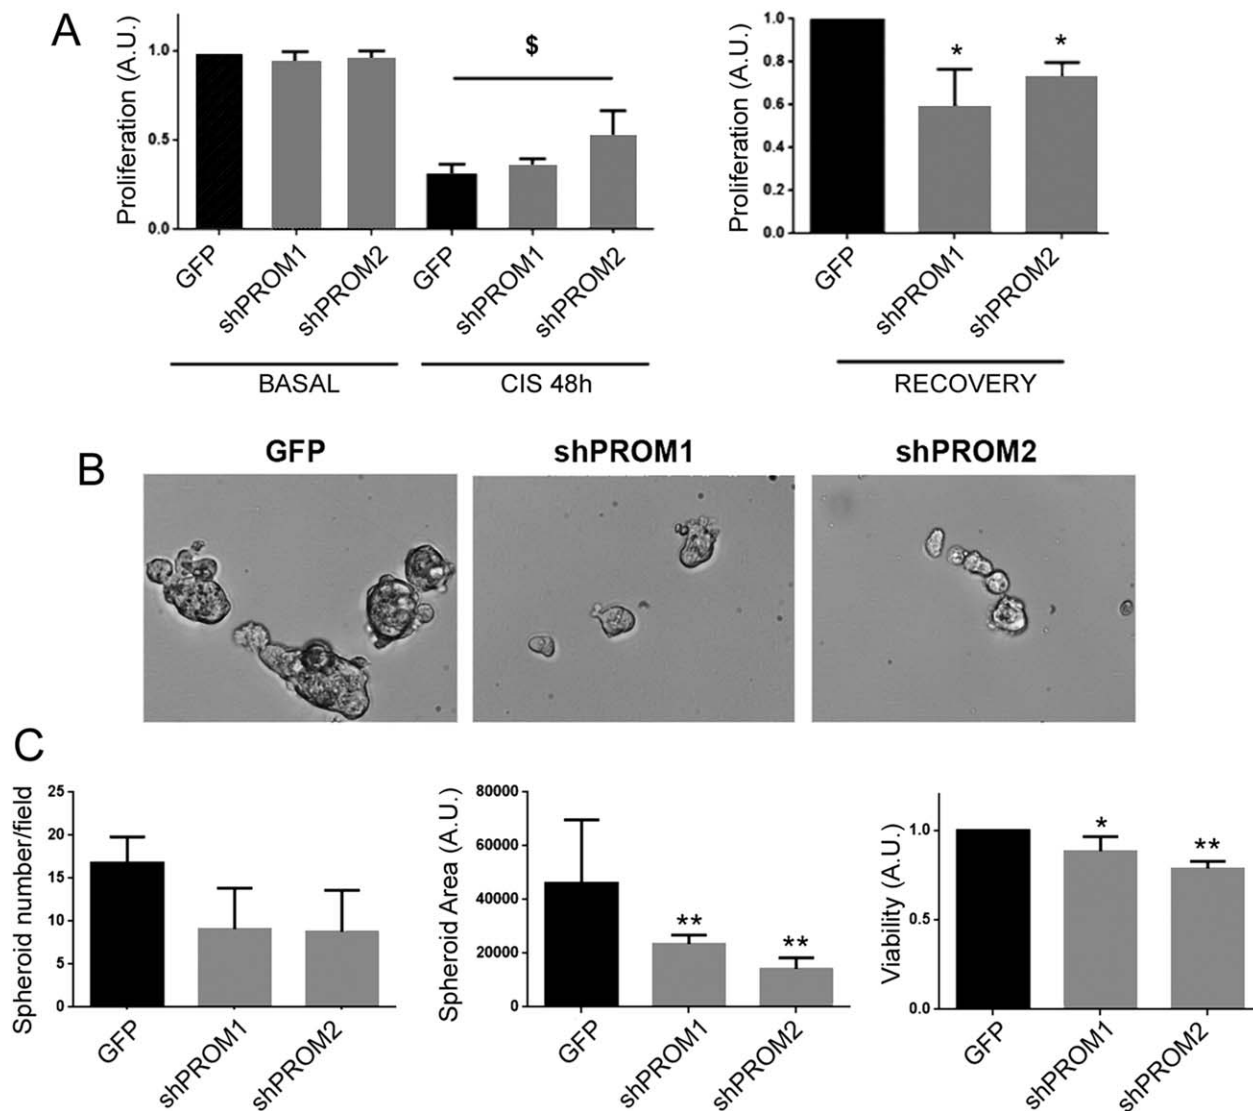 A
Proliferation (A.U.)
1.0
0.5
0.0
$
GFP
shPROM1
shPROM2
GFP
shPROM1
shPROM2
BASAL
CIS 48h
Proliferation (A.U.)
1.0
0.8
0.6
0.4
0.2
0.0
*
*
GFP
shPROM1
shPROM2
RECOVERY
B
GFP
shPROM1
shPROM2
C
Spheroid number/field
25
20
15
10
5
0
GFP
shPROM1
shPROM2
Spheroid Area (A.U.)
80000
60000
40000
20000
0
**
**
GFP
shPROM1
shPROM2
Viability (A.U.)
1.0
0.5
0.0
*
**
GFP
shPROM1
shPROM2